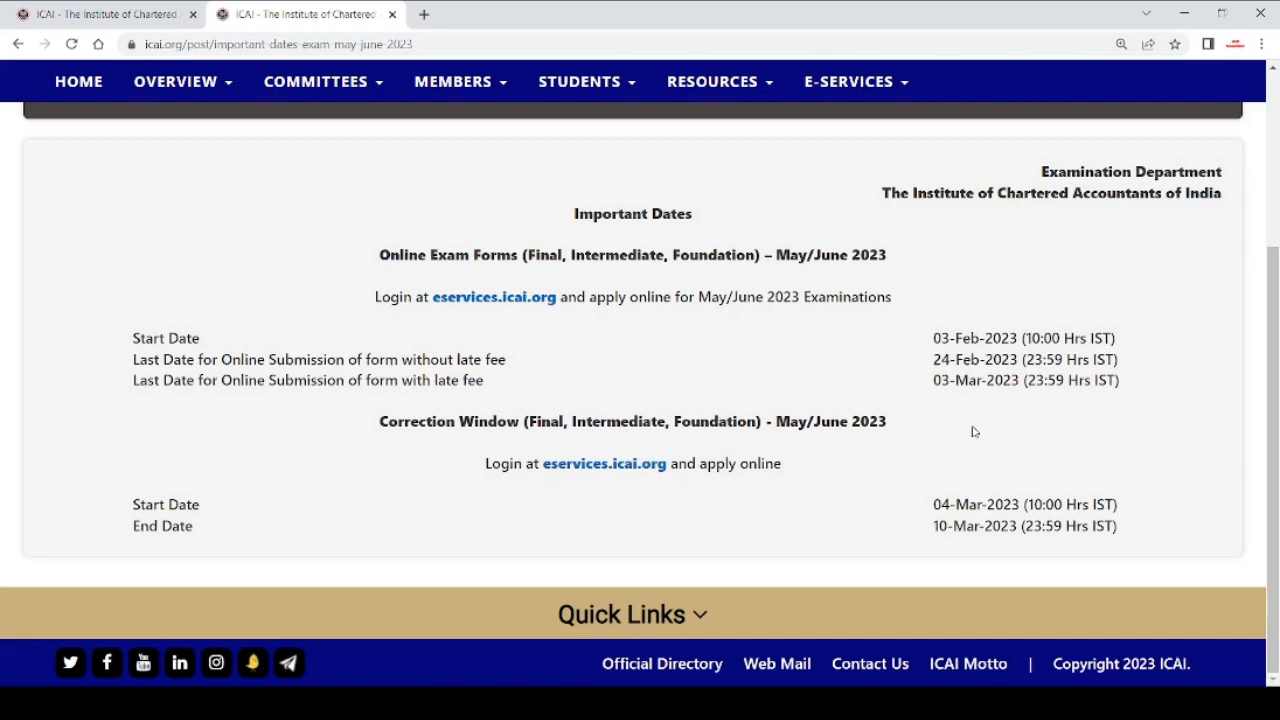 ICAI - The Institute of Chartered
ICAI - The Institute of Chartered
icai.org/post/important-dates-exam-may-june-2023
HOME OVERVIEW COMMITTEES MEMBERS STUDENTS RESOURCES E-SERVICES
Examination Department
The Institute of Chartered Accountants of India
Important Dates
Online Exam Forms (Final, Intermediate, Foundation) – May/June 2023
Login at eservices.icai.org and apply online for May/June 2023 Examinations
Start Date 03-Feb-2023 (10:00 Hrs IST)
Last Date for Online Submission of form without late fee 24-Feb-2023 (23:59 Hrs IST)
Last Date for Online Submission of form with late fee 03-Mar-2023 (23:59 Hrs IST)
Correction Window (Final, Intermediate, Foundation) - May/June 2023
Login at eservices.icai.org and apply online
Start Date 04-Mar-2023 (10:00 Hrs IST)
End Date 10-Mar-2023 (23:59 Hrs IST)
Quick Links
Official Directory Web Mail Contact Us ICAI Motto | Copyright 2023 ICAI.